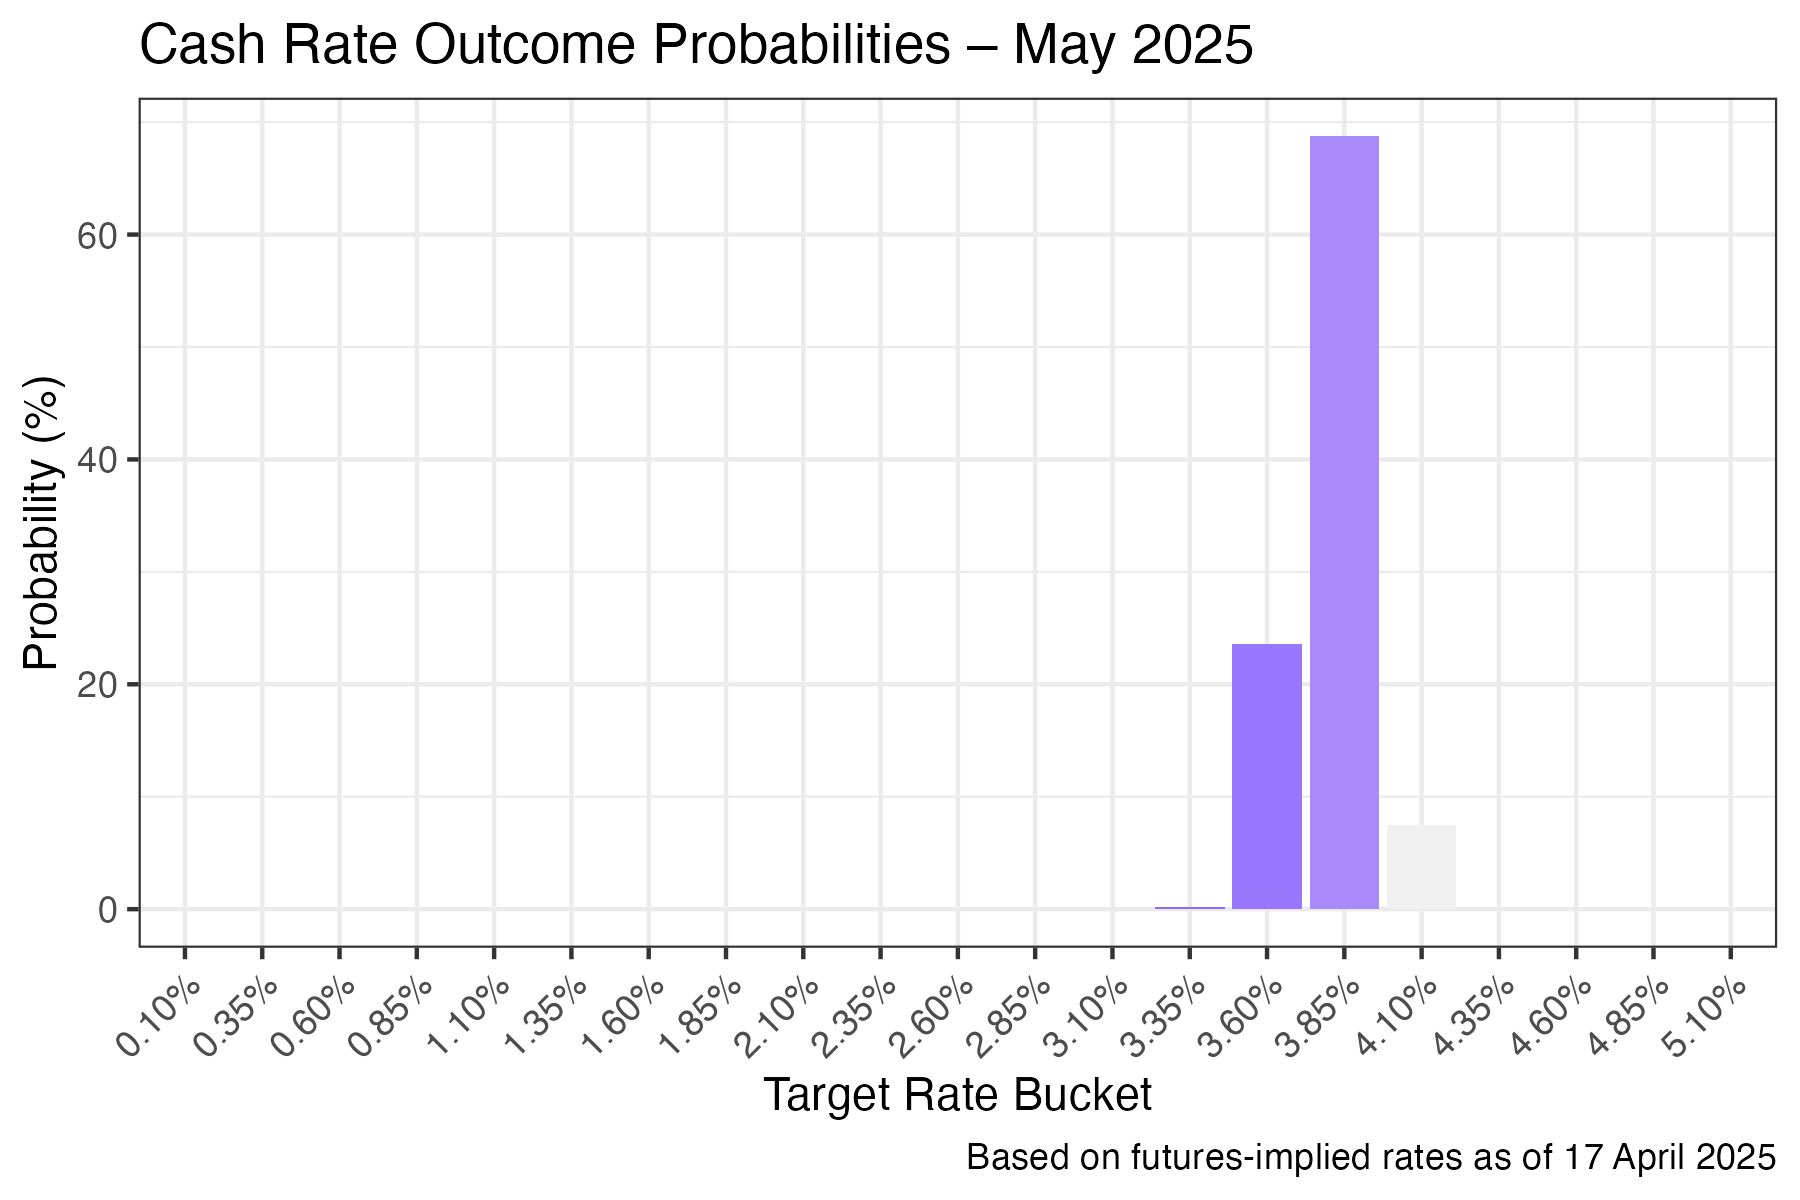 Cash Rate Outcome Probabilities – May 2025
Probability (%)
60
40
20
0
0.10% 0.35% 0.60% 0.85% 1.10% 1.35% 1.60% 1.85% 2.10% 2.35% 2.60% 2.85% 3.10% 3.35% 3.60% 3.85% 4.10% 4.35% 4.60% 4.85% 5.10%
Target Rate Bucket
Based on futures-implied rates as of 17 April 2025